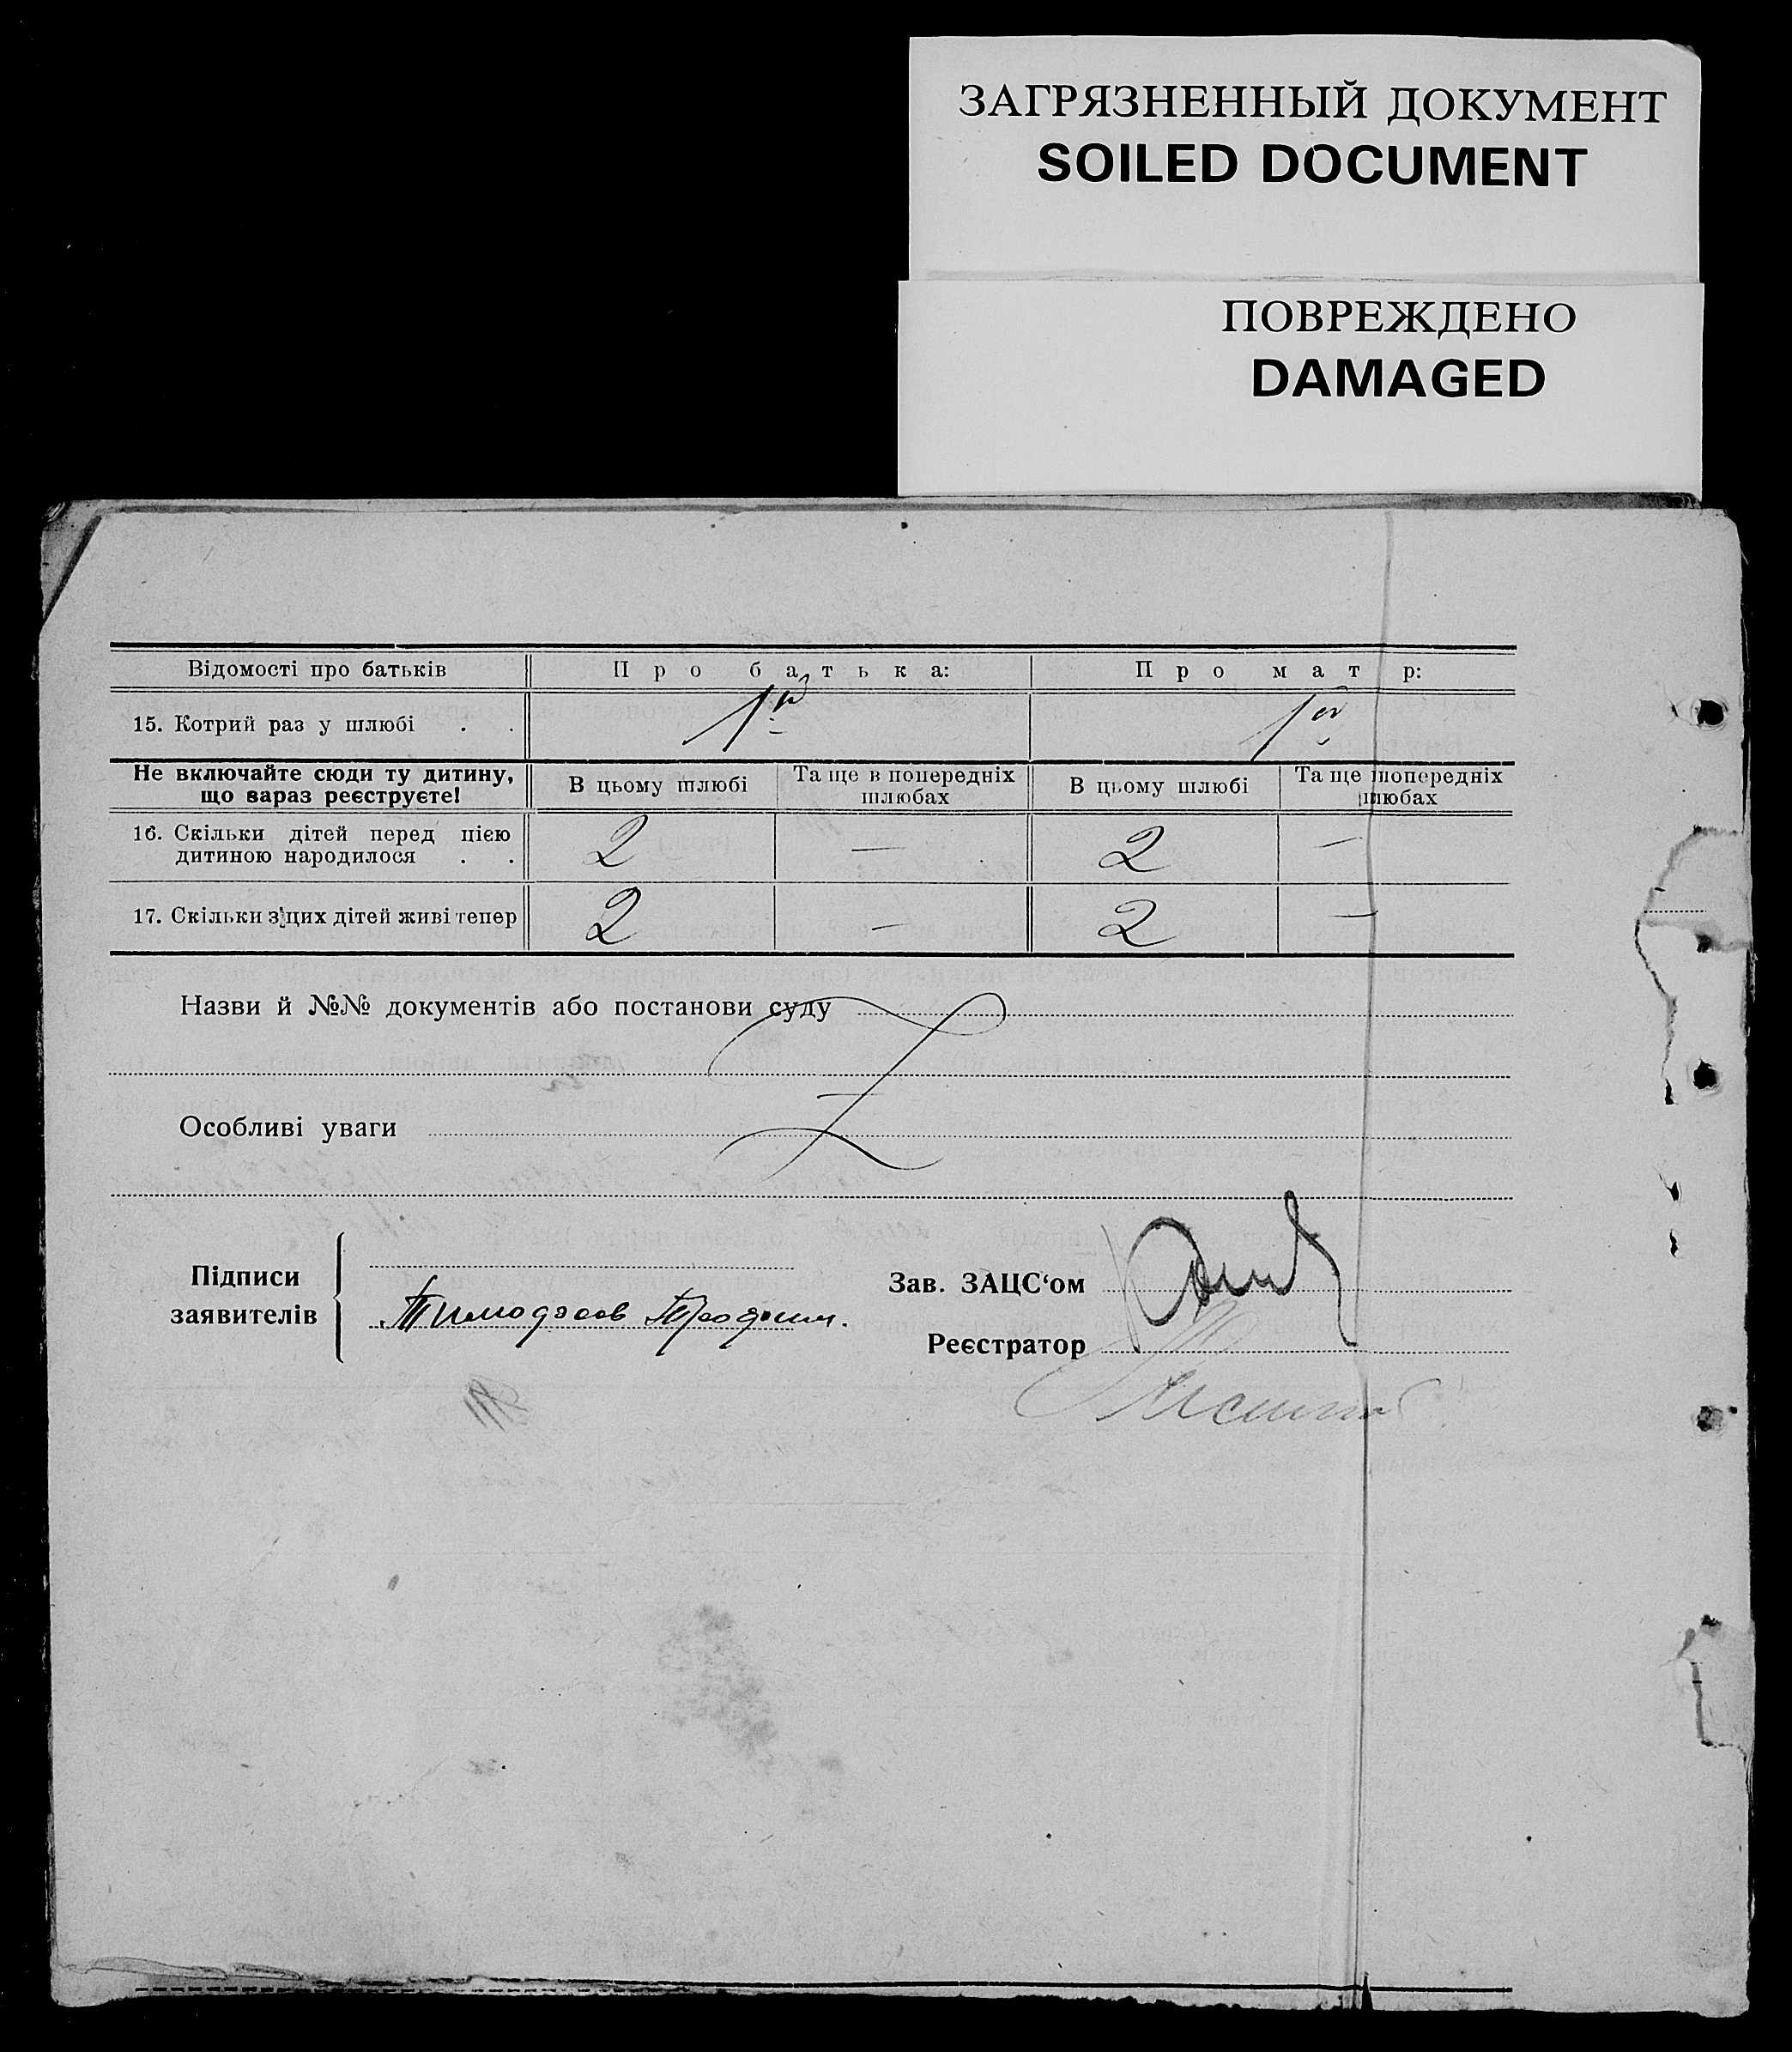 ЗАГРЯЗНЕННЫЙ ДОКУМЕНТ
SOILED DOCUMENT
ПОВРЕЖДЕНО
DAMAGED
Відомості про батьків Про батька: Про мат р:
15. Котрий раз у шлюбі . . 1й 1й
Не включайте сюди ту дитину, що зараз реєструєте! В цьому шлюбі Та ще в попередніх шлюбах В цьому шлюбі Та ще попередніх шлюбах
16. Скільки дітей перед цією
дитиною народилося . . 2 — 2 —
17. Скільки з цих дітей живі тепер 2 — 2 —
Назви й №№ документів або постанови суду
Особливі уваги
Підписи
заявителів
Зав. ЗАЦС‘ом
Реєстратор